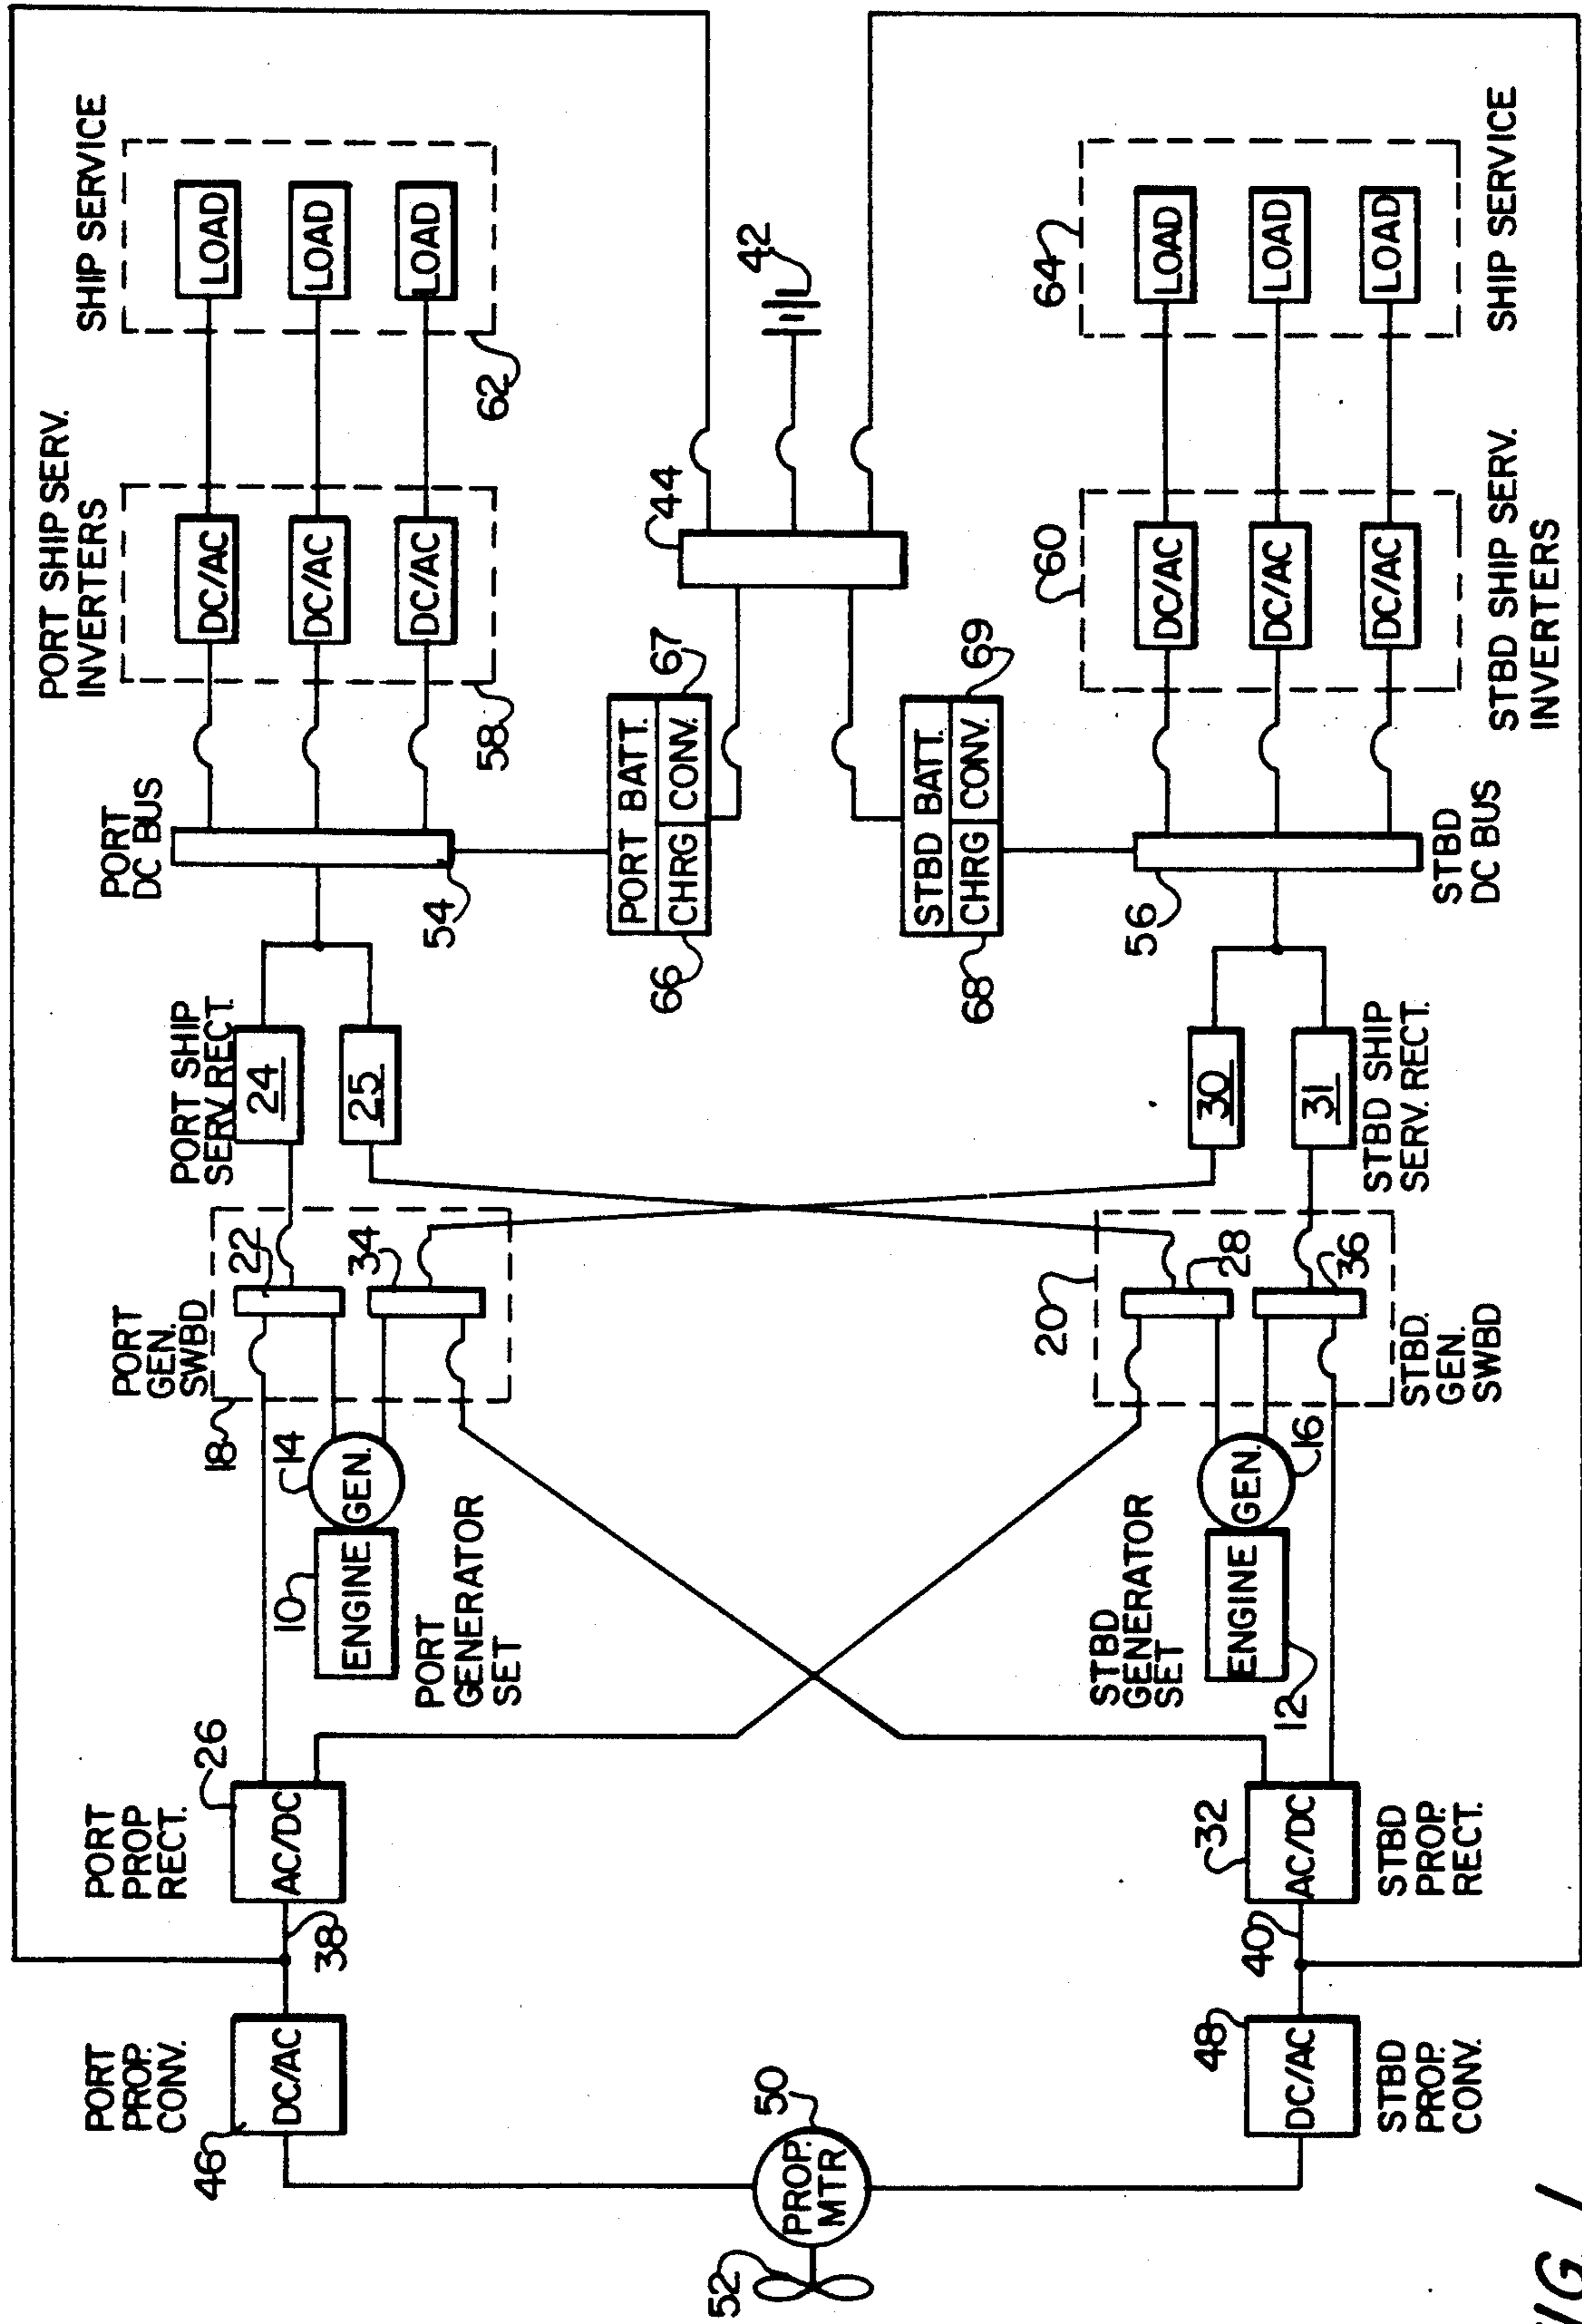 PORT SHIP SERV.
INVERTERS
SHIP SERVICE
DC/AC
LOAD
DC/AC
LOAD
DC/AC
LOAD
58
62
PORT
DC BUS
54
PORT SHIP
SERV. RECT.
24
25
PORT
GEN.
SWBD
18
22
34
14
GEN.
10
ENGINE
PORT
GENERATOR
SET
PORT
PROP
RECT.
26
AC/DC
38
PORT
PROP.
CONV.
DC/AC
46
PORT BATT.
CHRG
CONV.
66
67
44
42
STBD BATT.
CHRG
CONV.
68
69
50
PROP.
MTR
52
STBD
PROP.
CONV.
DC/AC
48
40
32
AC/DC
STBD
PROP.
RECT.
STBD
GENERATOR
SET
ENGINE
12
GEN.
16
20
28
36
STBD.
GEN.
SWBD
30
31
STBD SHIP
SERV. RECT.
56
STBD
DC BUS
60
64
DC/AC
LOAD
DC/AC
LOAD
DC/AC
LOAD
STBD SHIP SERV.
INVERTERS
SHIP SERVICE